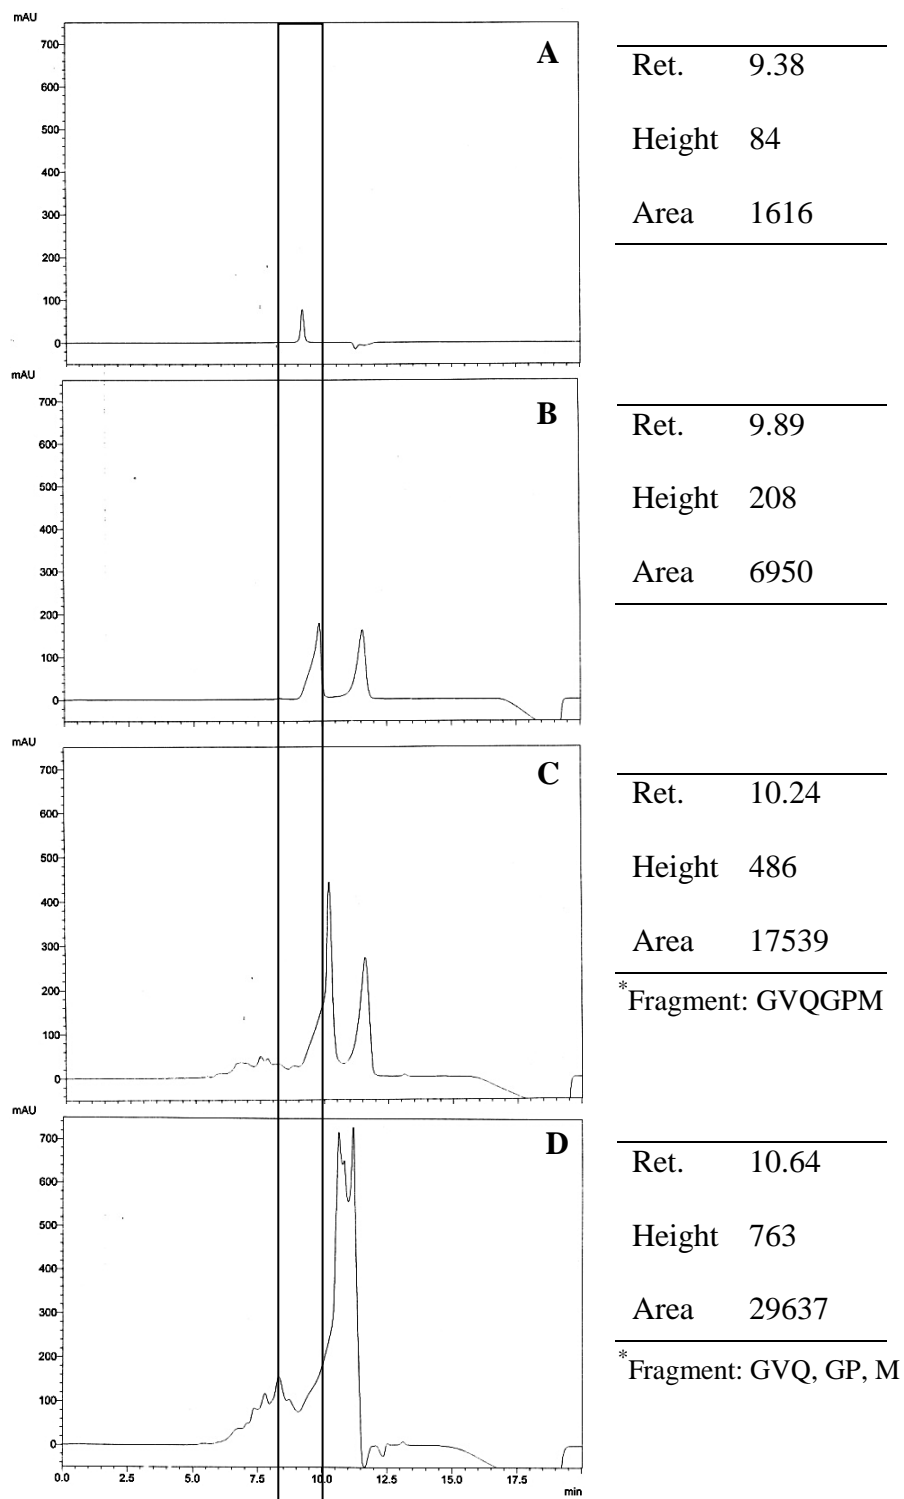 mAU
A
700
600
500
400
300
200
100
0
Ret. 9.38
Height 84
Area 1616
mAU
B
700
600
500
400
300
200
100
0
Ret. 9.89
Height 208
Area 6950
mAU
C
700
600
500
400
300
200
100
0
Ret. 10.24
Height 486
Area 17539
*Fragment: GVQGPM
mAU
D
700
600
500
400
300
200
100
0
0.0 2.5 5.0 7.5 10.0 12.5 15.0 17.5
min
Ret. 10.64
Height 763
Area 29637
*Fragment: GVQ, GP, M